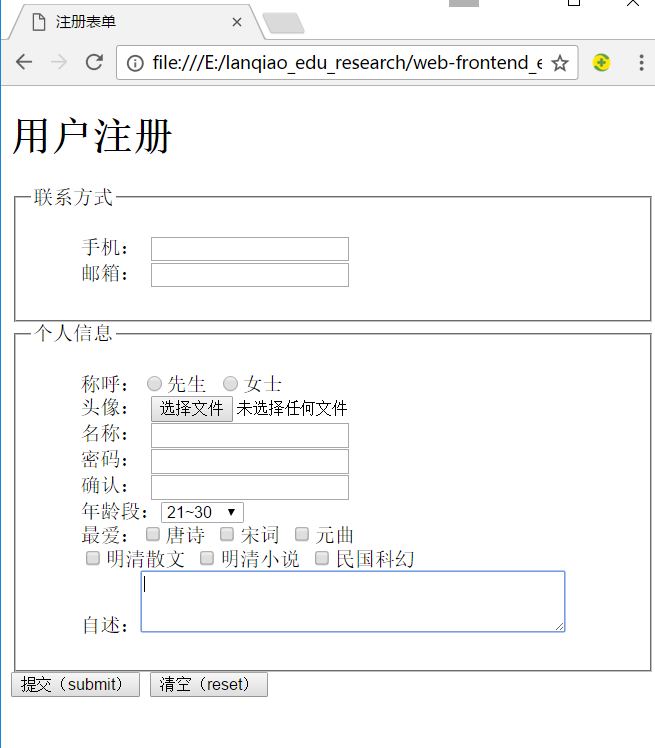 注册表单
file:///E:/lanqiao_edu_research/web-frontend_e
用户注册
联系方式
手机：
邮箱：
个人信息
称呼： 先生 女士
头像： 选择文件 未选择任何文件
名称：
密码：
确认：
年龄段： 21~30
最爱： 唐诗 宋词 元曲
明清散文 明清小说 民国科幻
自述：
提交（submit） 清空（reset）